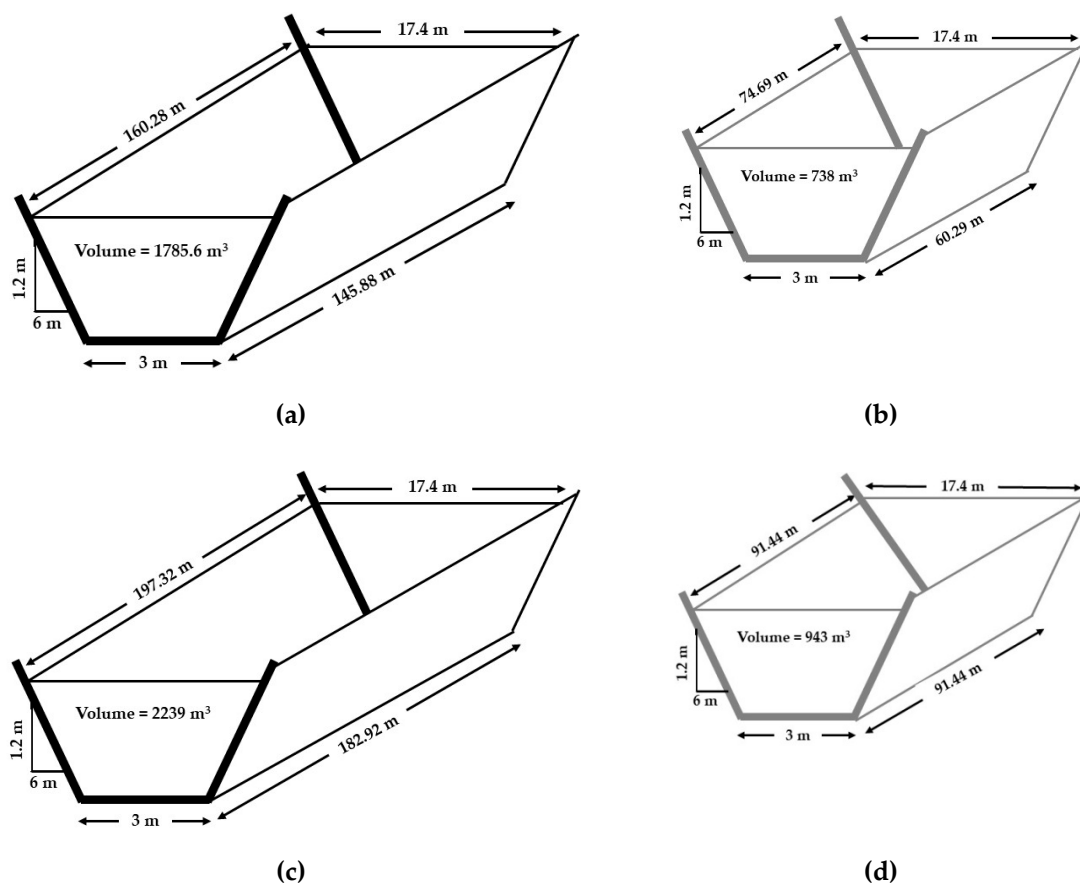 17.4 m
160.28 m
Volume = 1785.6 m³
1.2 m
6 m
145.88 m
3 m
(a)
17.4 m
74.69 m
Volume = 738 m³
1.2 m
6 m
60.29 m
3 m
(b)
17.4 m
197.32 m
Volume = 2239 m³
1.2 m
6 m
182.92 m
3 m
(c)
17.4 m
91.44 m
Volume = 943 m³
1.2 m
6 m
91.44 m
3 m
(d)